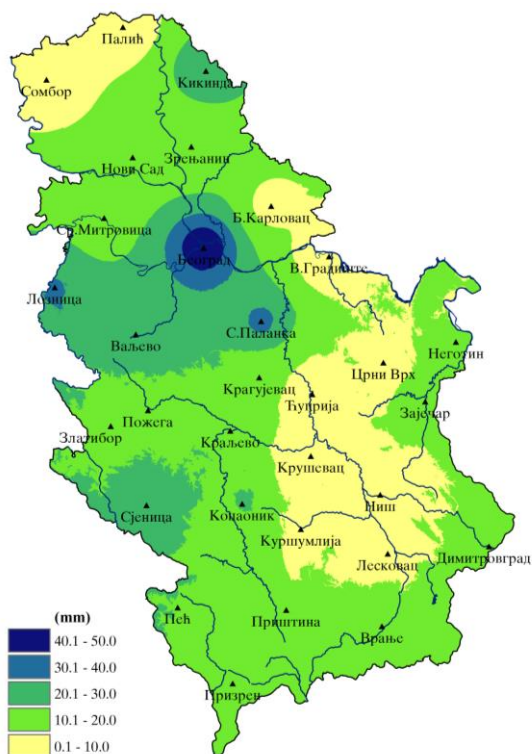 Палић
Сомбор
Кикинда
Зрењанин
Нови Сад
Б.Карловац
Ср.Митровица
Београд
В.Градиште
Лозница
С.Паланка
Ваљево
Неготин
Црни Врх
Крагујевац
Ћуприја
Зајечар
Пожега
Златибор
Краљево
Крушевац
Ниш
Сјеница
Копаоник
Куршумлија
Лесковац
Димитровград
Пећ
Приштина
Врање
Призрен
(mm)
40.1 - 50.0
30.1 - 40.0
20.1 - 30.0
10.1 - 20.0
0.1 - 10.0